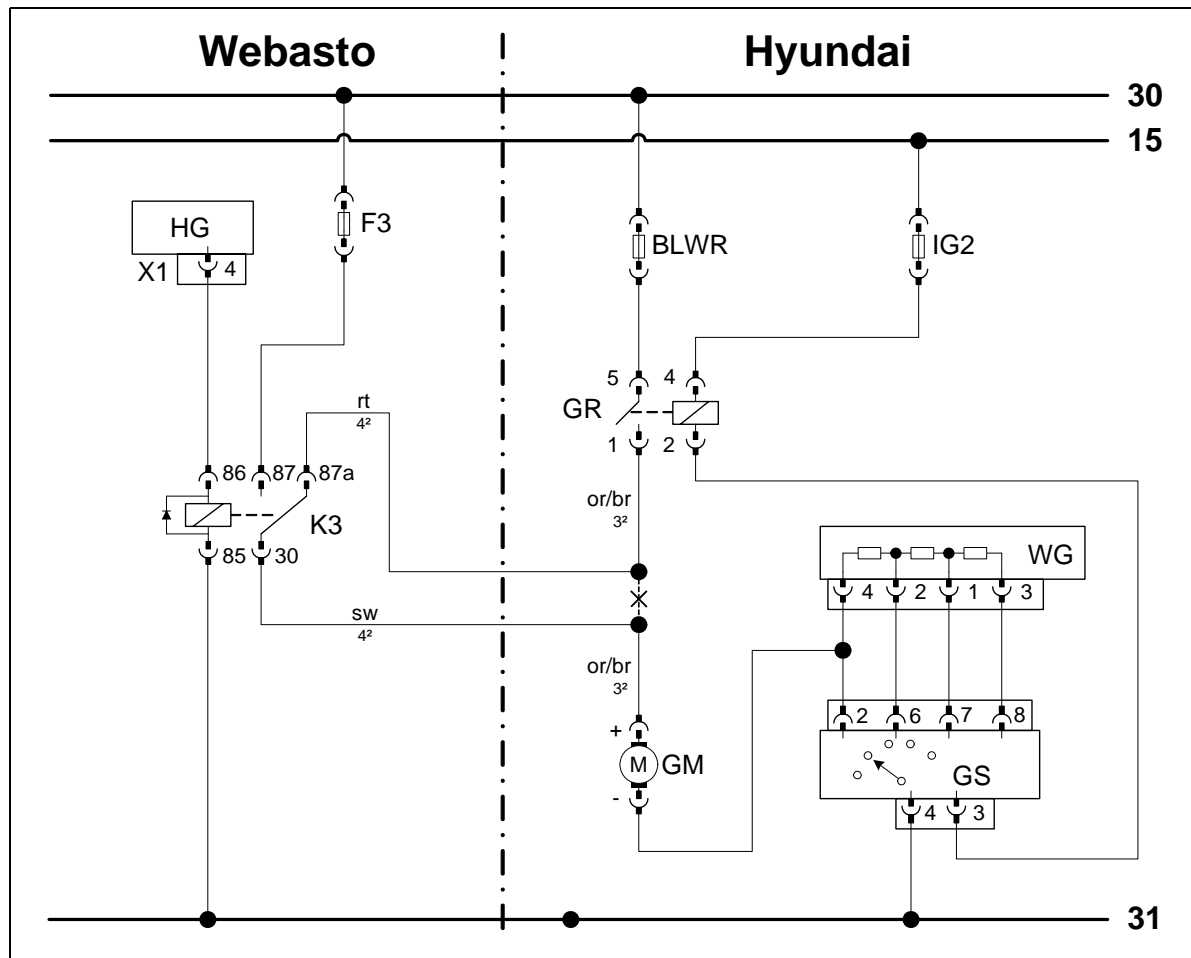 Webasto Hyundai
30
15
HG F3 BLWR IG2
X1 4
5 4
rt
4²
GR
1 2
86 87 87a
or/br
3²
K3
WG
85 30
4 2 1 3
sw
4²
or/br
3²
2 6 7 8
+
M GM
GS
-
4 3
31